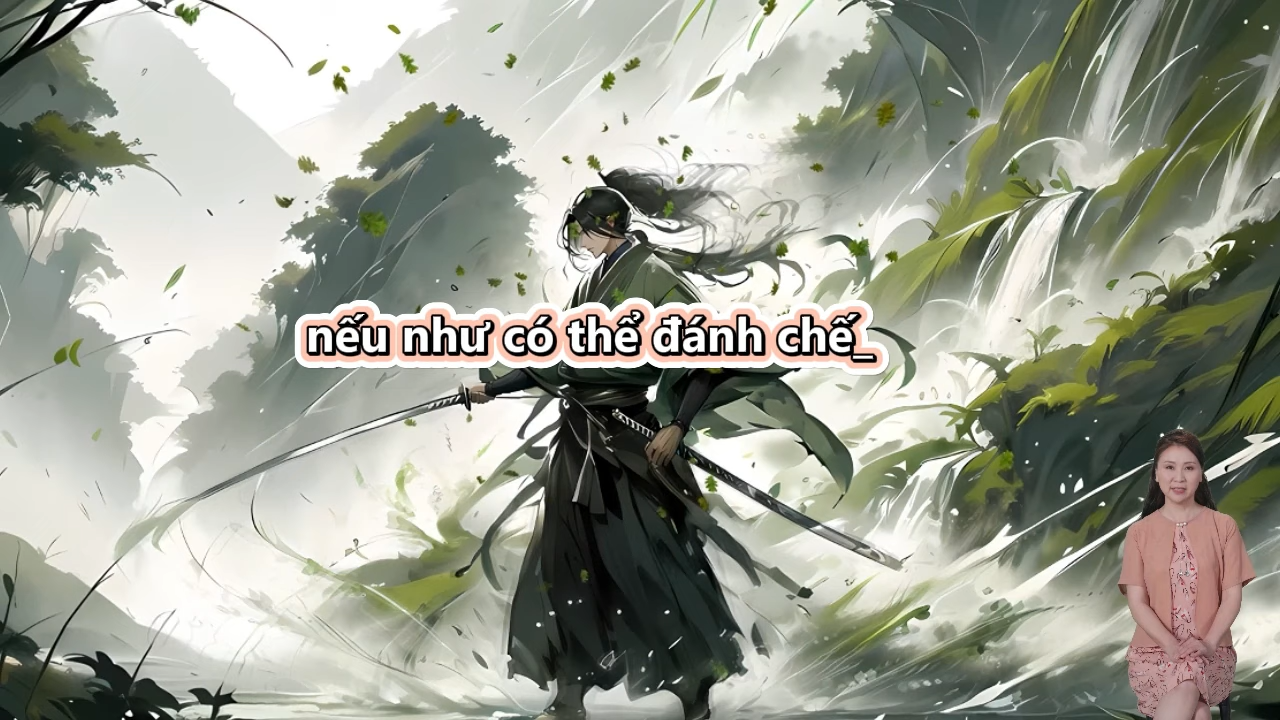 nếu như có thể đánh chế_